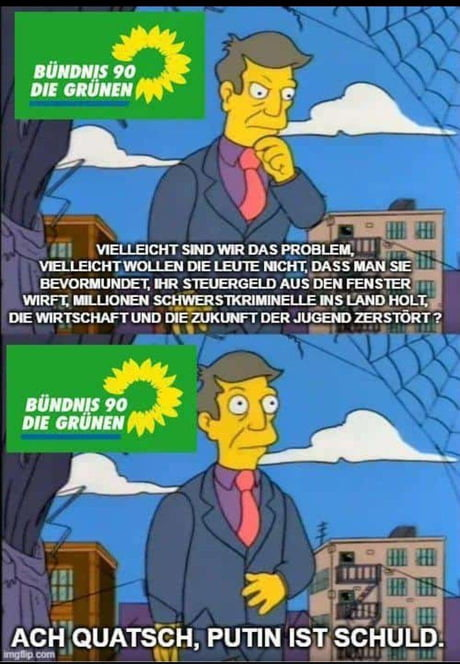 BÜNDNIS 90
DIE GRÜNEN
VIELLEICHT SIND WIR DAS PROBLEM,
VIELLEICHT WOLLEN DIE LEUTE NICHT, DASS MAN SIE
BEVORMUNDET, IHR STEUERGELD AUS DEN FENSTER
WIRFT, MILLIONEN SCHWERSTKRIMINELLE INS LAND HOLT,
DIE WIRTSCHAFT UND DIE ZUKUNFT DER JUGEND ZERSTÖRT?
BÜNDNIS 90
DIE GRÜNEN
ACH QUATSCH, PUTIN IST SCHULD.
imgflip.com